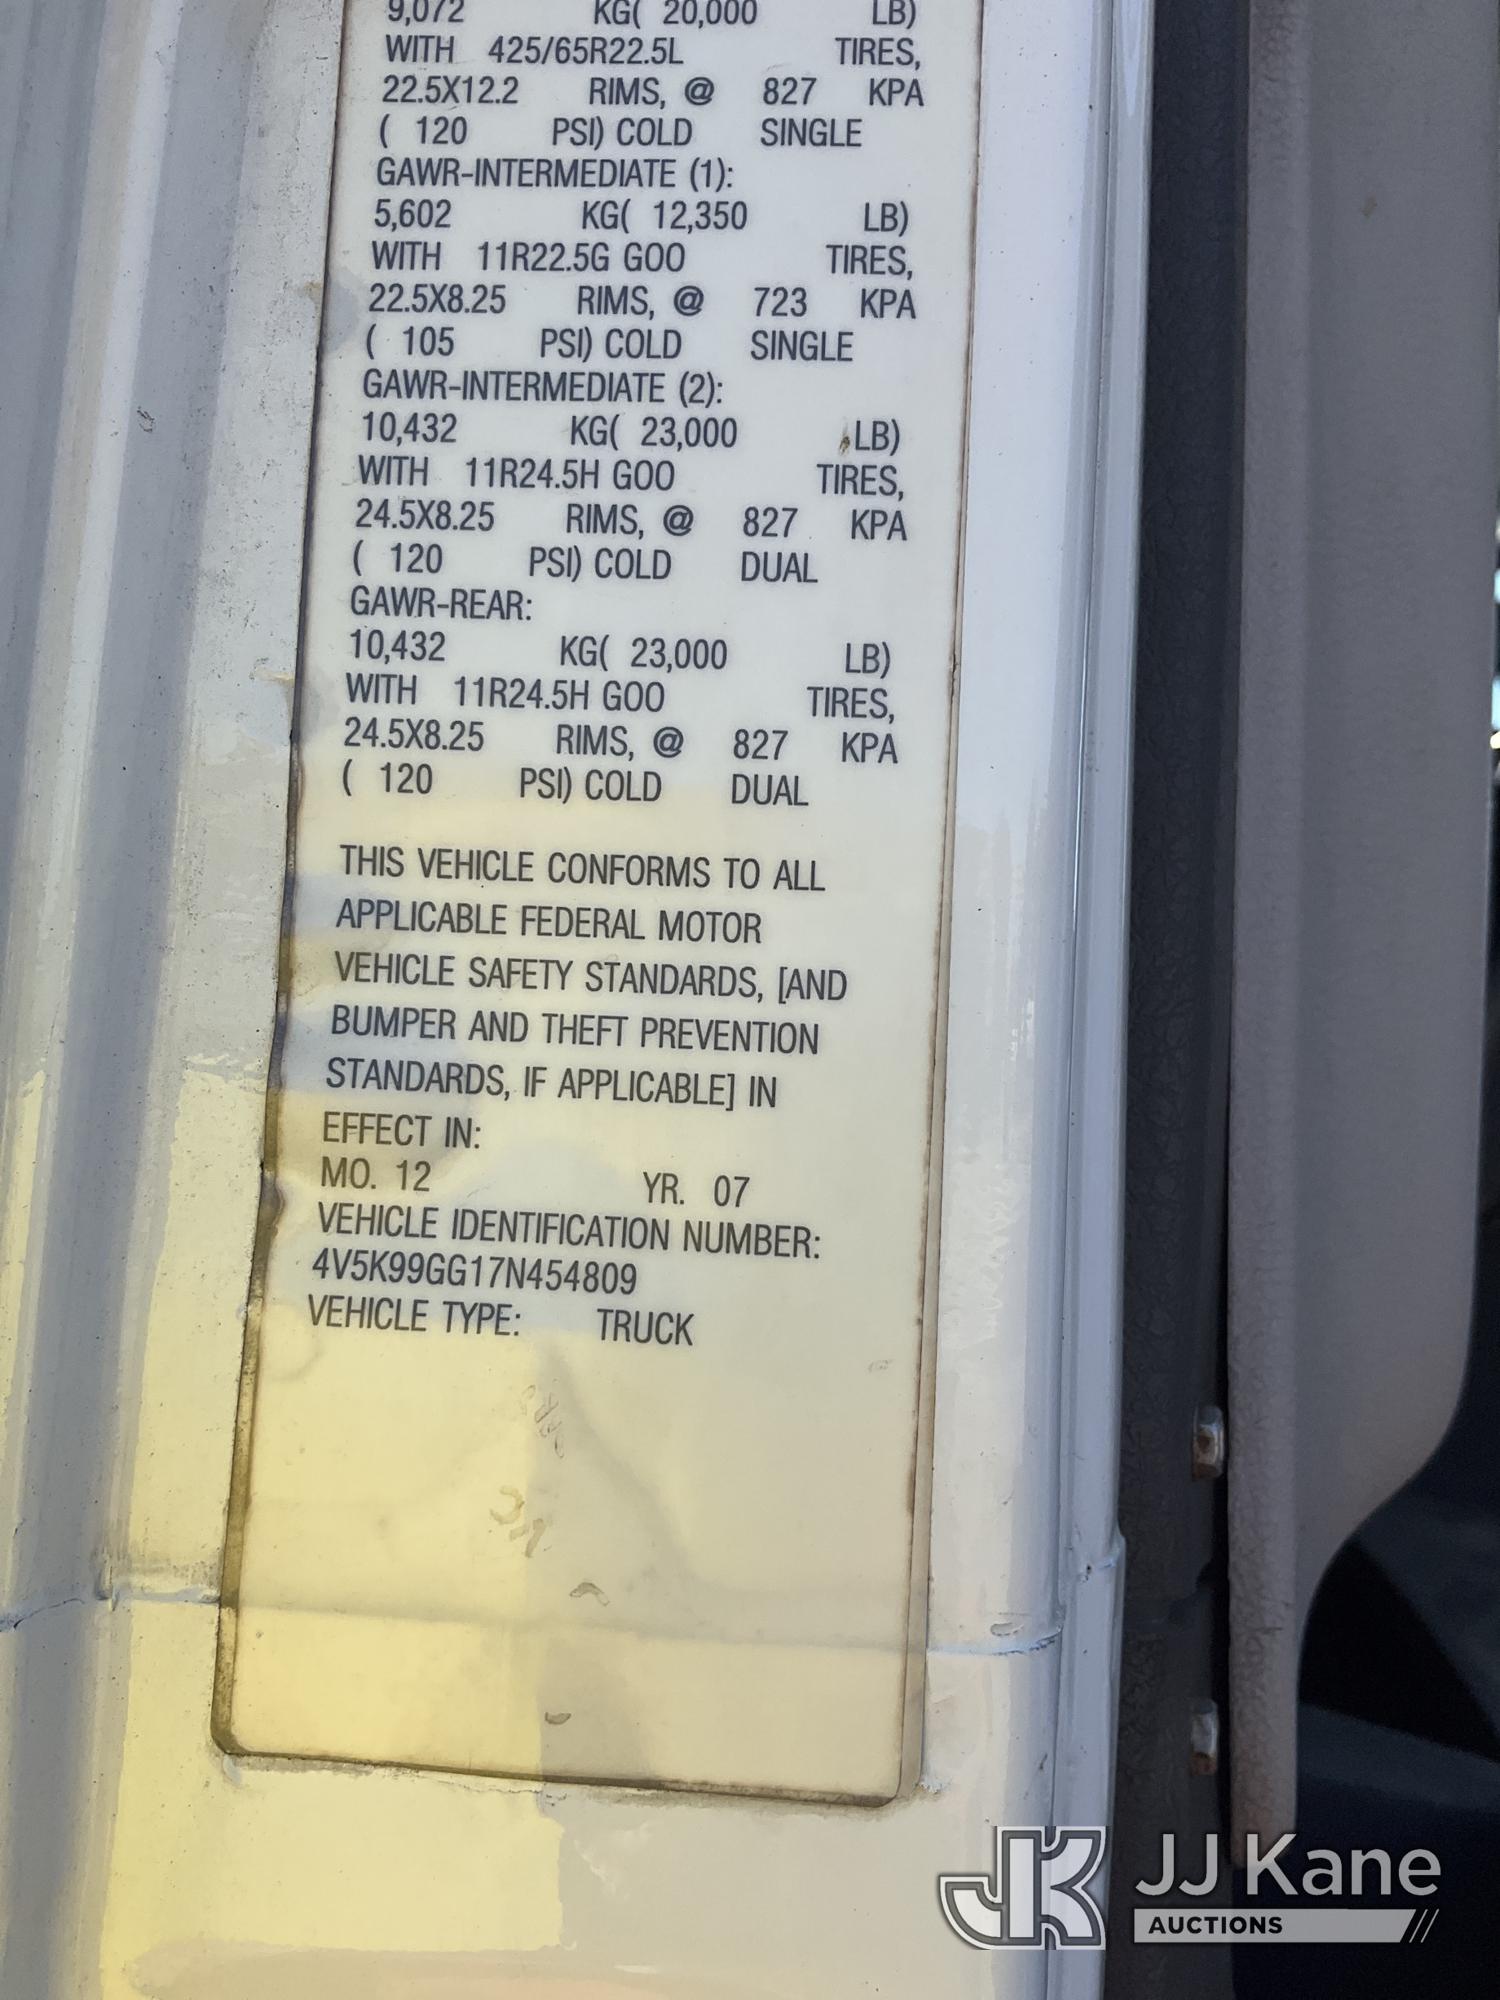 9,072 KG( 20,000 LB)
WITH 425/65R22.5L TIRES,
22.5X12.2 RIMS, @ 827 KPA
( 120 PSI) COLD SINGLE
GAWR-INTERMEDIATE (1):
5,602 KG( 12,350 LB)
WITH 11R22.5G GOO TIRES,
22.5X8.25 RIMS, @ 723 KPA
( 105 PSI) COLD SINGLE
GAWR-INTERMEDIATE (2):
10,432 KG( 23,000 LB)
WITH 11R24.5H GOO TIRES,
24.5X8.25 RIMS, @ 827 KPA
( 120 PSI) COLD DUAL
GAWR-REAR:
10,432 KG( 23,000 LB)
WITH 11R24.5H GOO TIRES,
24.5X8.25 RIMS, @ 827 KPA
( 120 PSI) COLD DUAL
THIS VEHICLE CONFORMS TO ALL
APPLICABLE FEDERAL MOTOR
VEHICLE SAFETY STANDARDS, [AND
BUMPER AND THEFT PREVENTION
STANDARDS, IF APPLICABLE] IN
EFFECT IN:
MO. 12 YR. 07
VEHICLE IDENTIFICATION NUMBER:
4V5K99GG17N454809
VEHICLE TYPE: TRUCK
JK JJ Kane
AUCTIONS